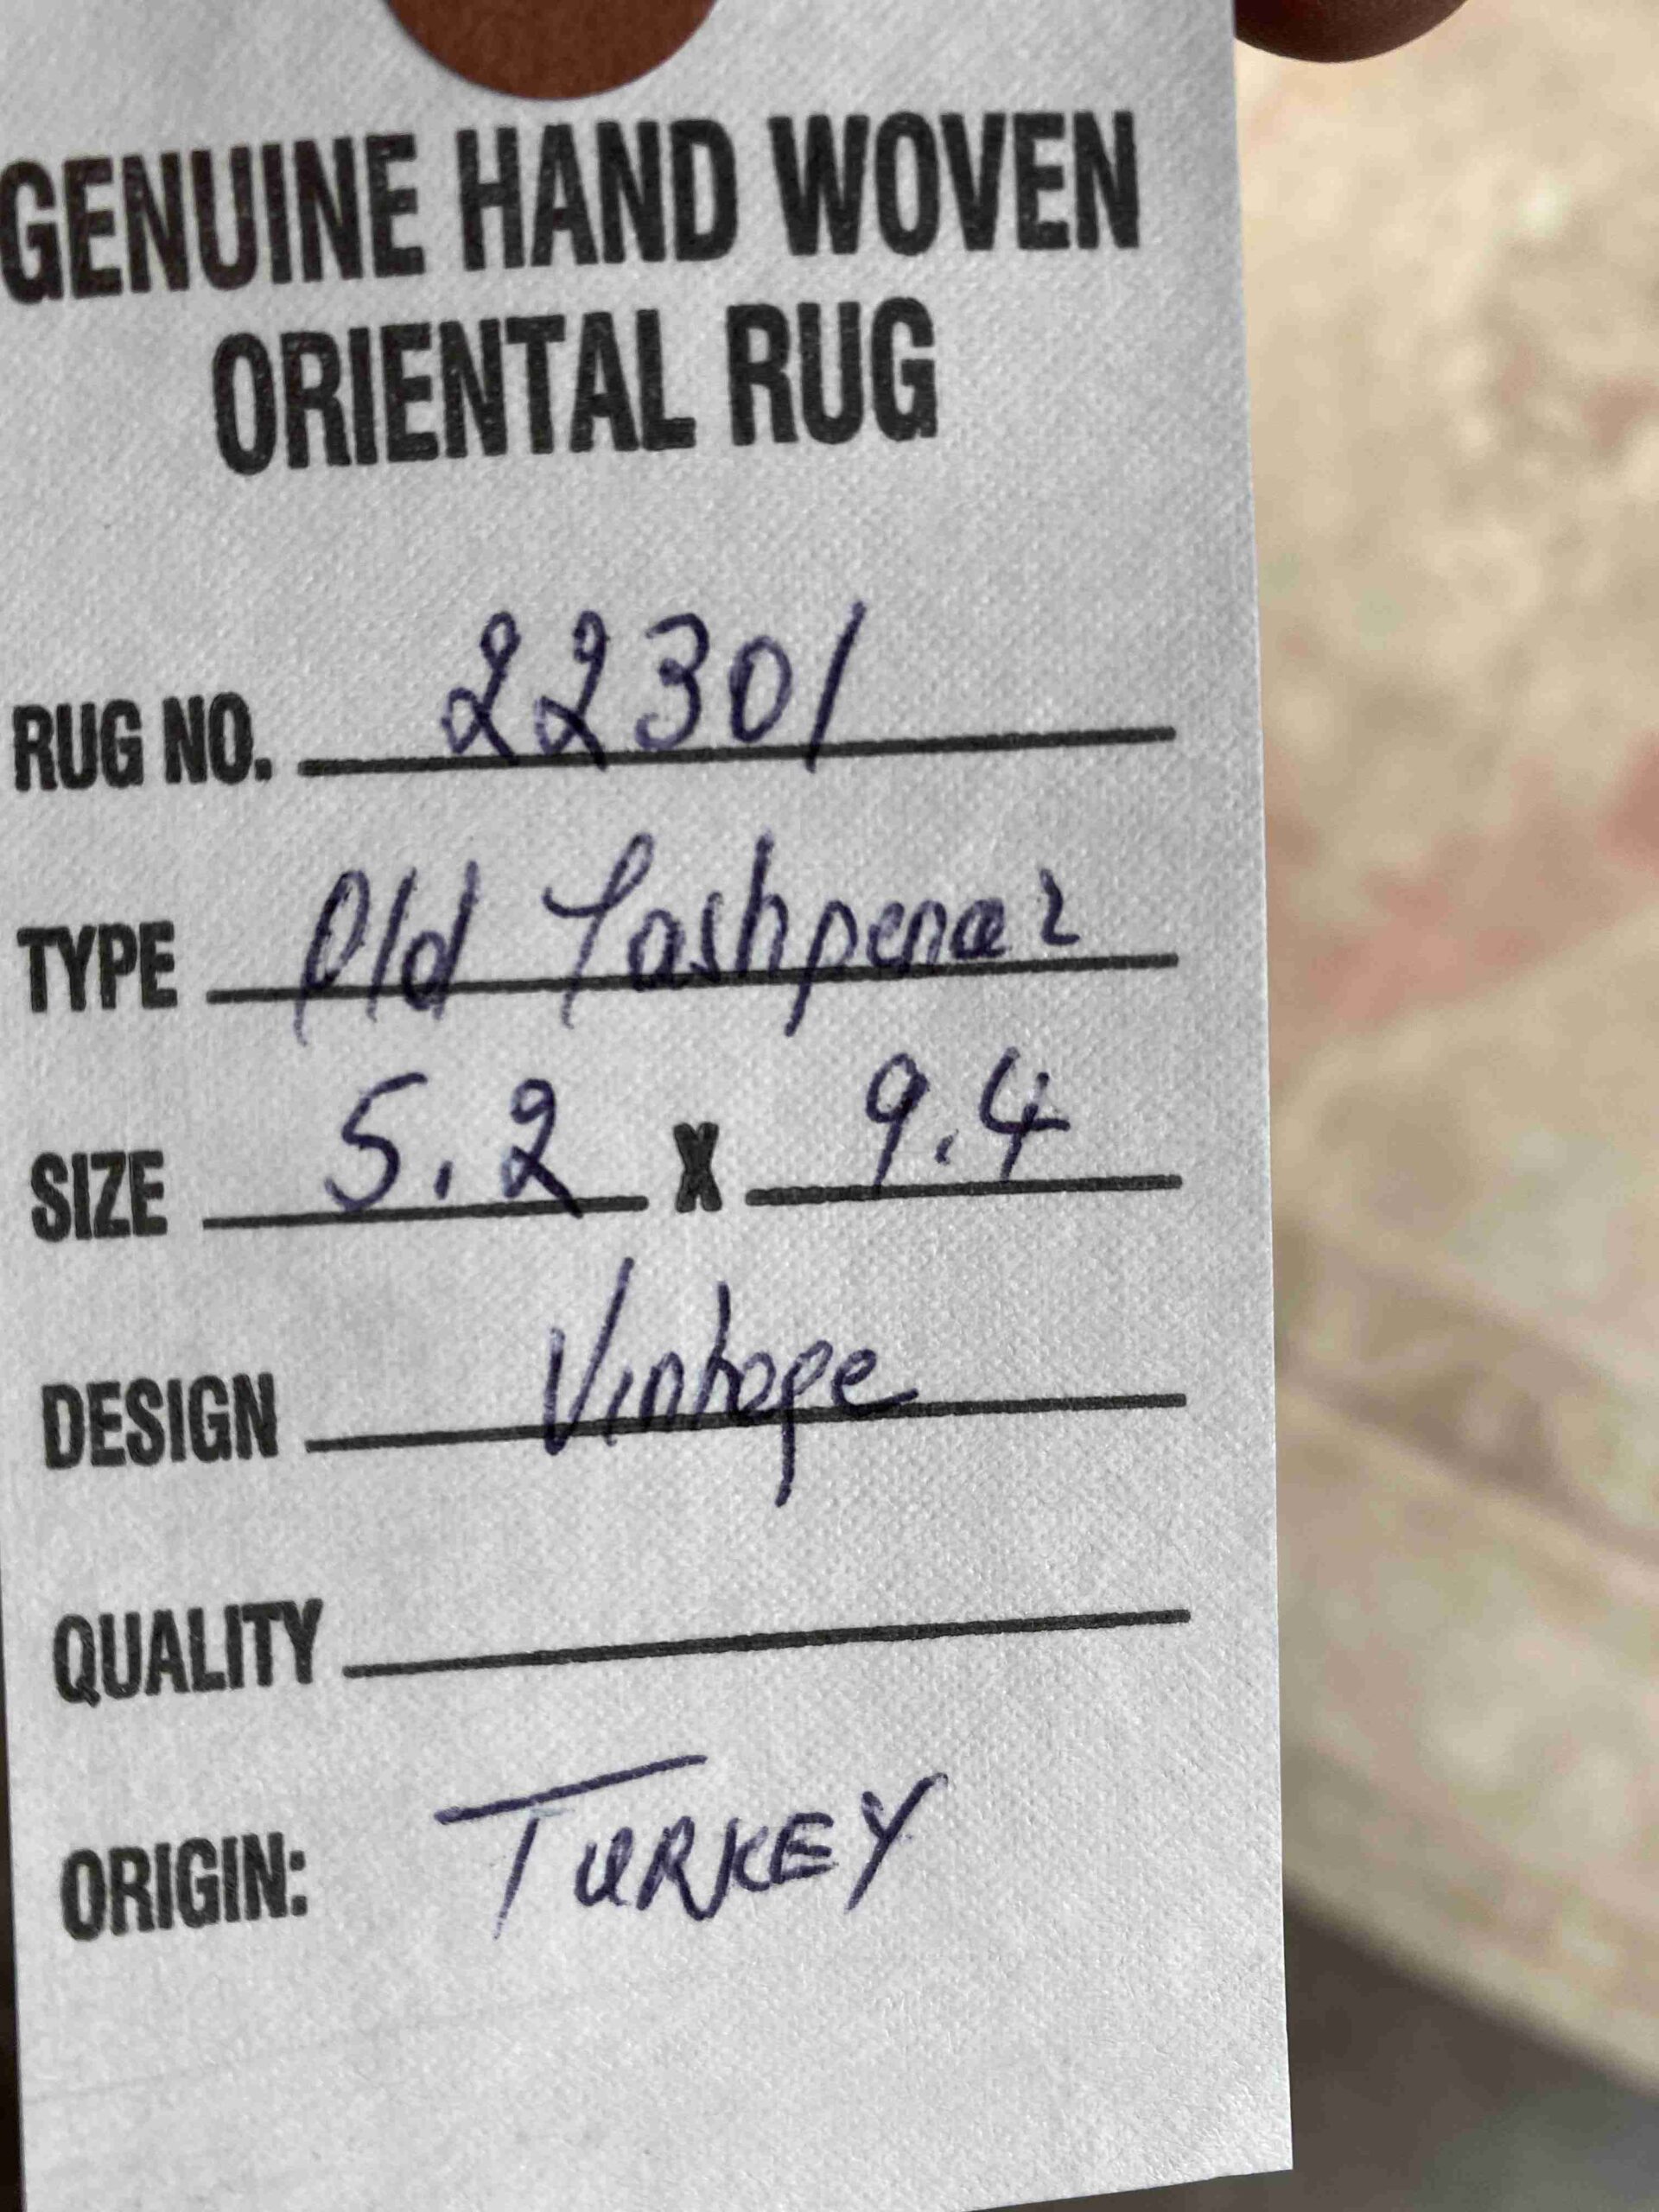 GENUINE HAND WOVEN
ORIENTAL RUG
RUG NO. 22301
TYPE Old Tashpenar
SIZE 5.2 X 9.4
DESIGN Vintage
QUALITY
ORIGIN: TURKEY